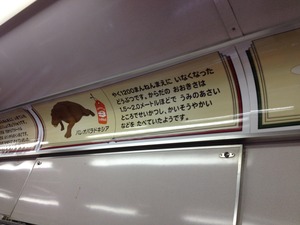 やく1200まんねんまえに いなくなった
どうぶつです。からだの おおきさは
1.5〜2.0メートルほどで うみのあさい
ところでせいかつし、かいそうやかい
などを たべていたようです。
パレオパラドキシア